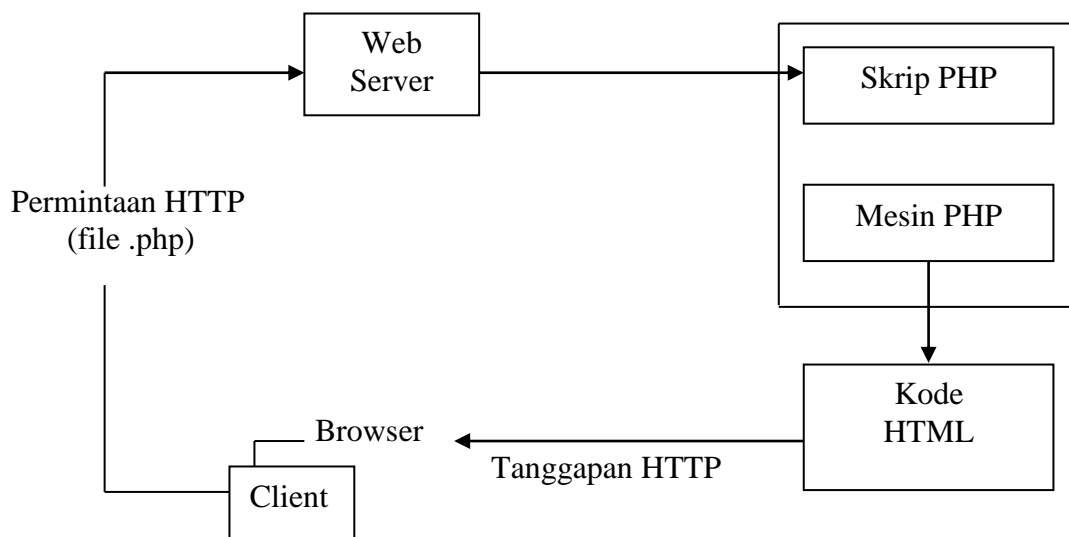 Web
Server
Skrip PHP
Permintaan HTTP
(file .php)
Mesin PHP
Kode
HTML
Browser
Tanggapan HTTP
Client